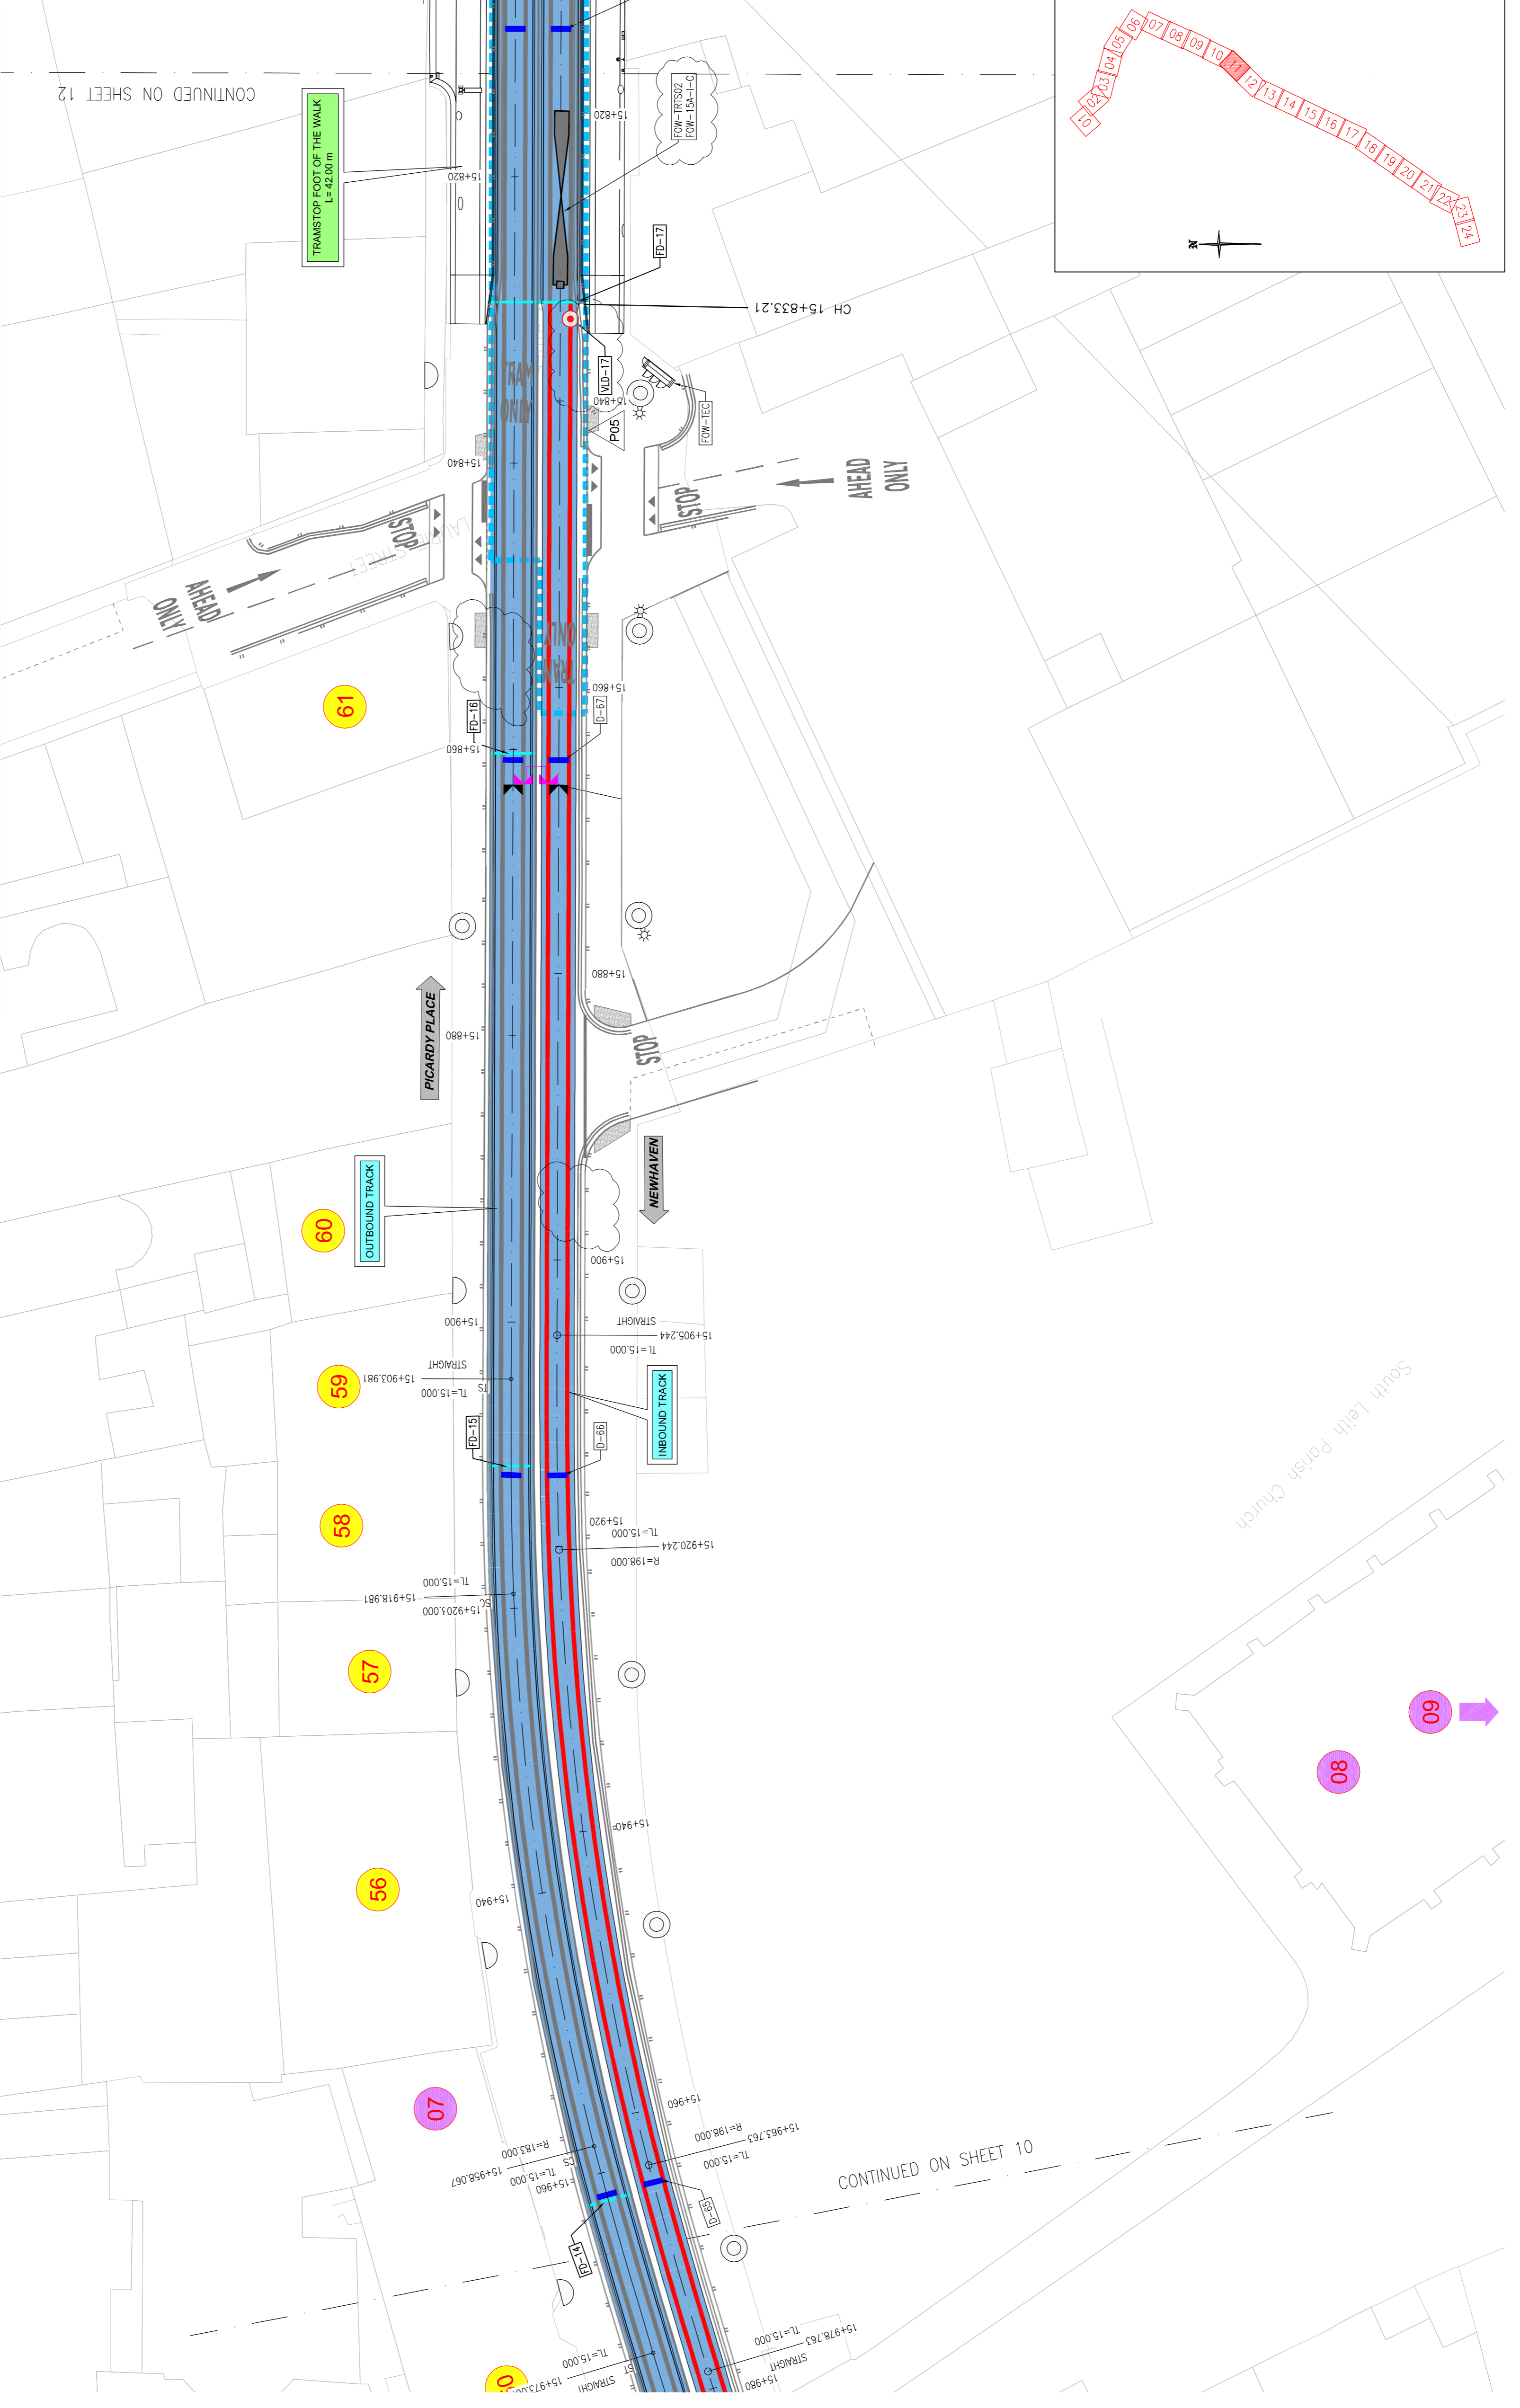 CONTINUED ON SHEET 12
TRAMSTOP FOOT OF THE WALK
L= 42.00 m
15+820
15+820
FOW-TRTS02
FOW-15A-I-C
FD-17
CH 15+833.21
VLD-17
TRAM
ONLY
15+840
15+840
P05
FOW-TEC
STOP
AHEAD
ONLY
STOP
AHEAD
ONLY
TRAM
ONLY
61
FD-16
15+860
15+860
D-67
PICARDY PLACE
15+880
15+880
STOP
NEWHAVEN
60
OUTBOUND TRACK
15+900
15+900
STRAIGHT
15+905.244
TL=15.000
59
STRAIGHT
15+903.981
TL=15.000
TS
FD-15
D-66
INBOUND TRACK
58
15+920
TL=15.000
15+920.244
R=198.000
TL=15.000
15+918.981
SC
57
South Leith Parish Church
09
08
56
15+940
15+940
07
15+960
R=198.000
15+963.763
TL=15.000
R=183.000
15+958.067
CS
TL=15.000
15+960
CONTINUED ON SHEET 10
D-65
FD-14
TL=15.000
ST
STRAIGHT
TL=15.000
15+978.763
STRAIGHT
15+980
N
01
02
03
04
05
06
07
08
09
10
11
12
13
14
15
16
17
18
19
20
21
22
23
24